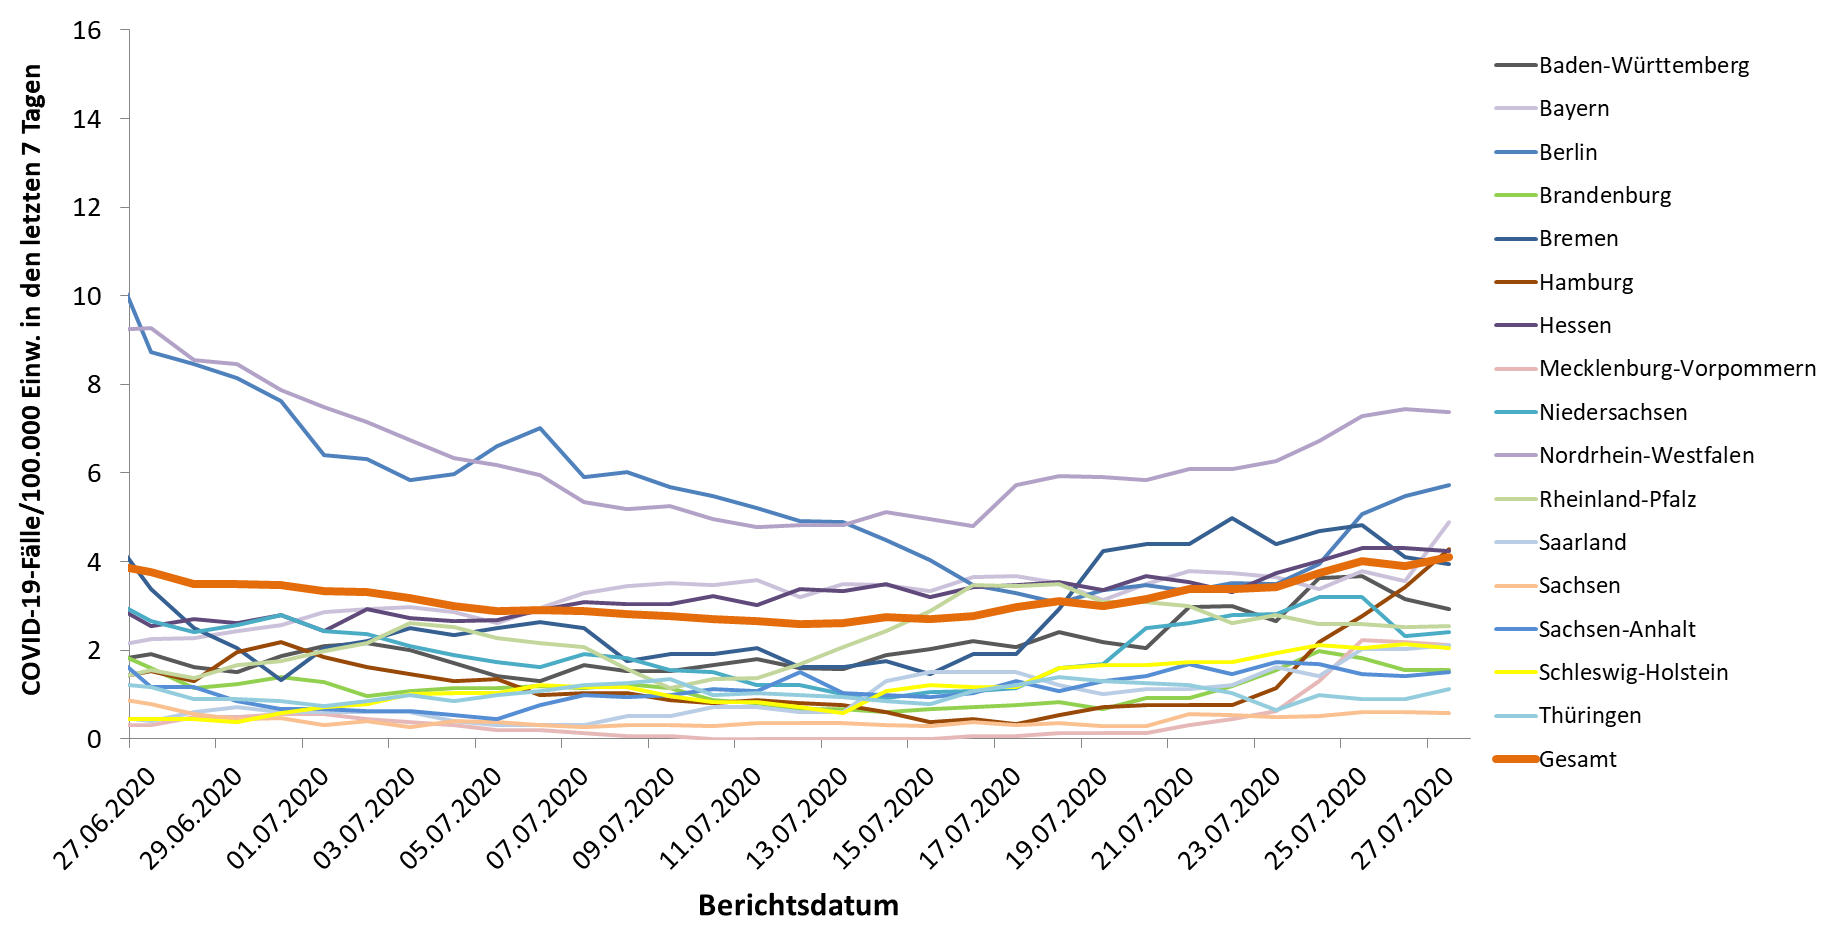 COVID-19-Fälle/100.000 Einw. in den letzten 7 Tagen
16
14
12
10
8
6
4
2
0
27.06.2020
29.06.2020
01.07.2020
03.07.2020
05.07.2020
07.07.2020
09.07.2020
11.07.2020
13.07.2020
15.07.2020
17.07.2020
19.07.2020
21.07.2020
23.07.2020
25.07.2020
27.07.2020
Berichtsdatum
Baden-Württemberg
Bayern
Berlin
Brandenburg
Bremen
Hamburg
Hessen
Mecklenburg-Vorpommern
Niedersachsen
Nordrhein-Westfalen
Rheinland-Pfalz
Saarland
Sachsen
Sachsen-Anhalt
Schleswig-Holstein
Thüringen
Gesamt